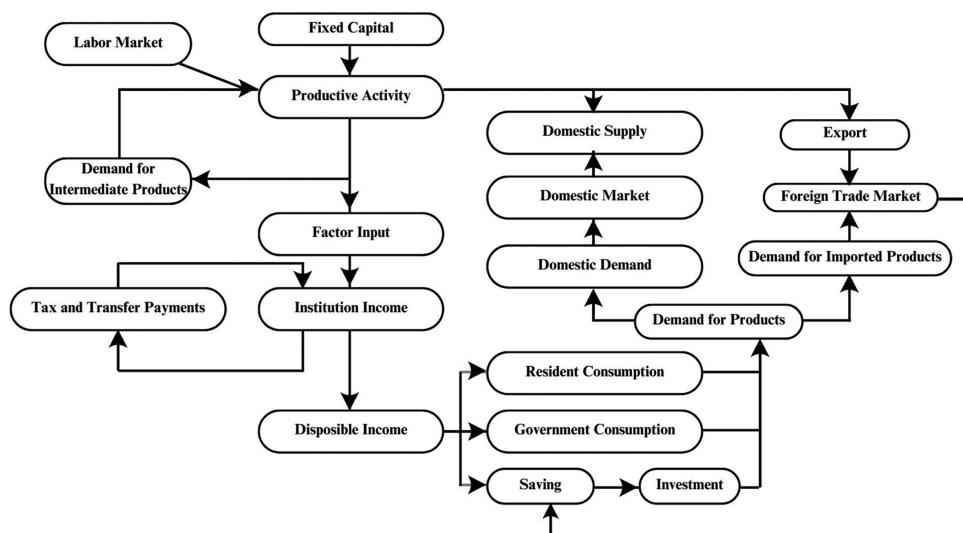 Fixed Capital
Labor Market
Productive Activity
Domestic Supply
Export
Demand for
Intermediate Products
Domestic Market
Foreign Trade Market
Factor Input
Domestic Demand
Demand for Imported Products
Tax and Transfer Payments
Institution Income
Demand for Products
Resident Consumption
Disposible Income
Government Consumption
Saving
Investment